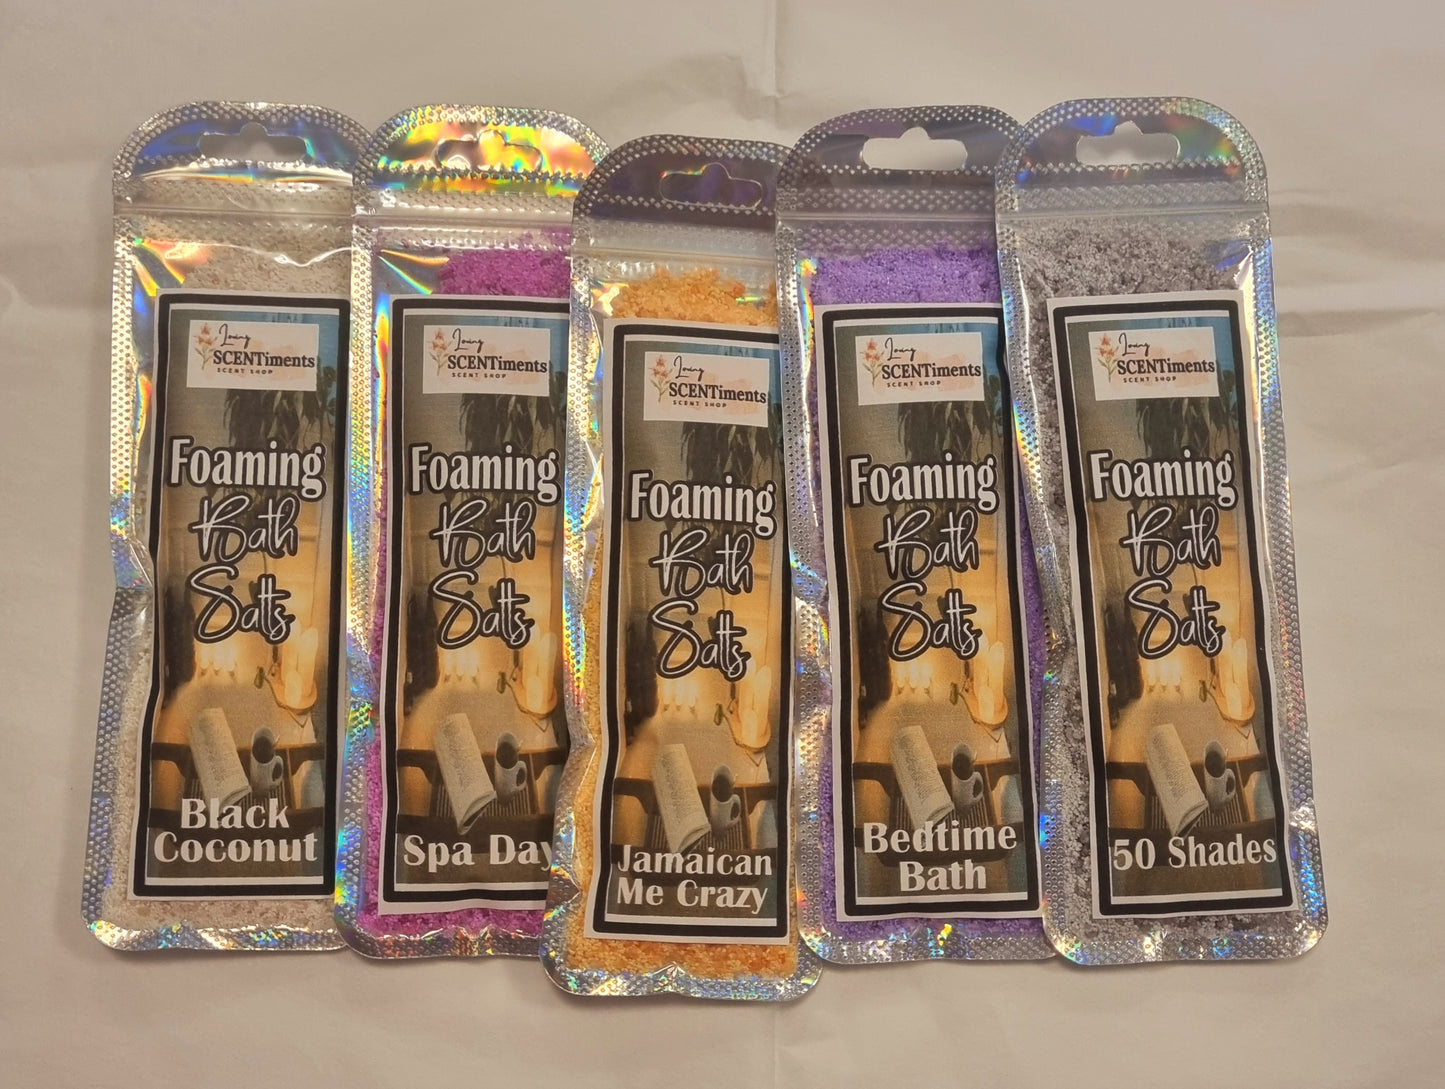 Loving
SCENTiments
SCENT SHOP
Foaming
Bath
Salts
Black
Coconut
Loving
SCENTiments
SCENT SHOP
Foaming
Bath
Salts
Spa Day
Loving
SCENTiments
SCENT SHOP
Foaming
Bath
Salts
Jamaican
Me Crazy
Loving
SCENTiments
SCENT SHOP
Foaming
Bath
Salts
Bedtime
Bath
Loving
SCENTiments
SCENT SHOP
Foaming
Bath
Salts
50 Shades